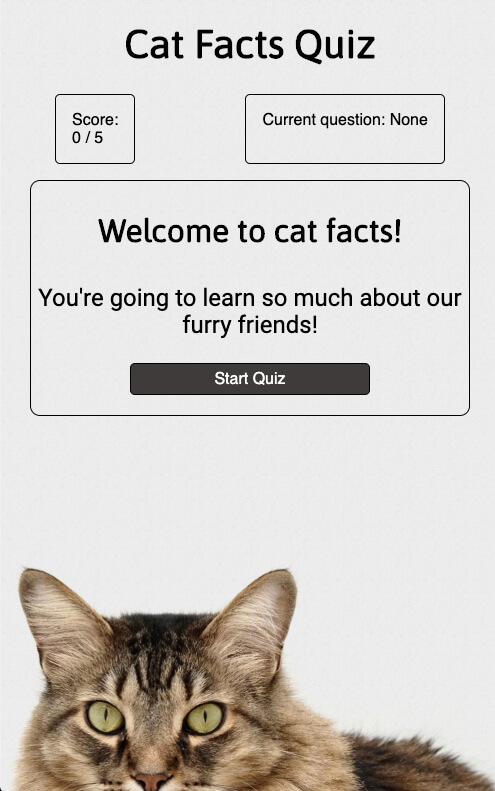 Cat Facts Quiz
Score:
0 / 5
Current question: None
Welcome to cat facts!
You're going to learn so much about our
furry friends!
Start Quiz